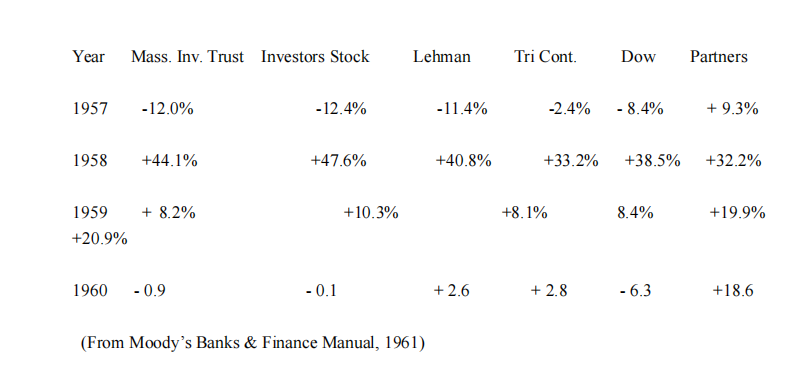 Year Mass. Inv. Trust Investors Stock Lehman Tri Cont. Dow Partners
1957 -12.0% -12.4% -11.4% -2.4% - 8.4% + 9.3%
1958 +44.1% +47.6% +40.8% +33.2% +38.5% +32.2%
1959 + 8.2% +10.3% +8.1% 8.4% +19.9%
+20.9%
1960 - 0.9 - 0.1 + 2.6 + 2.8 - 6.3 +18.6
(From Moody’s Banks & Finance Manual, 1961)